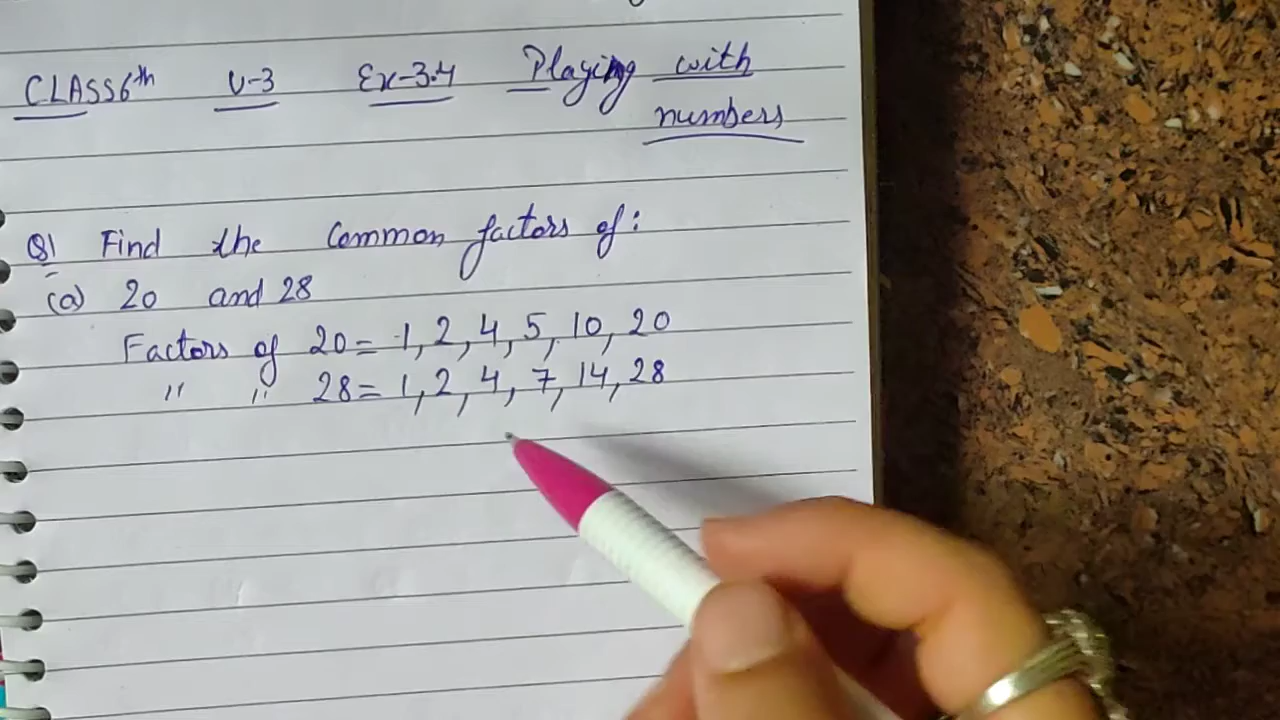 CLASS 6th U-3 Ex-3.4 Playing with
numbers
Q1 Find the Common factors of:
(a) 20 and 28
Factors of 20 = 1, 2, 4, 5, 10, 20
" " 28 = 1, 2, 4, 7, 14, 28